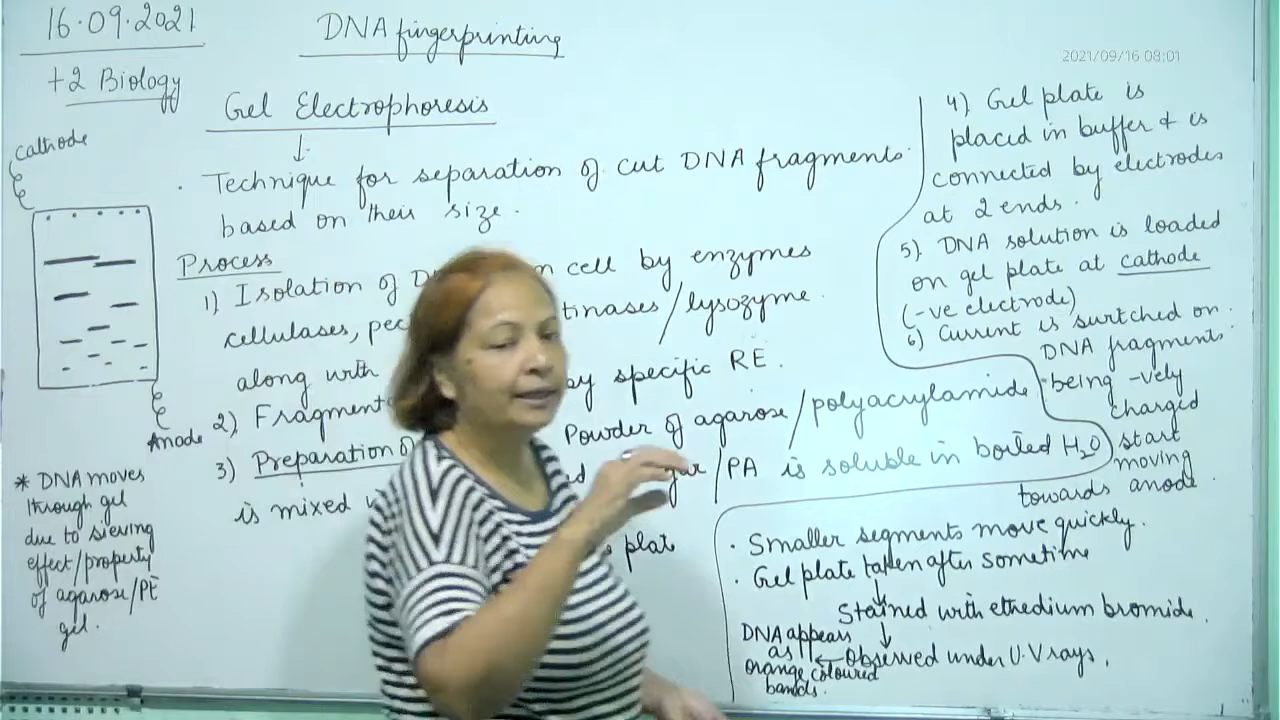 16.09.2021
DNA fingerprinting
2021/09/16 08:01
+2 Biology
Gel Electrophoresis
Cathode
Anode
* DNA moves
through gel
due to sieving
effect/property
of agarose/PE
gel.
. Technique for separation of cut DNA fragments
based on their size.
Process
1) Isolation of D n cell by enzymes
cellulases, pec tinases/lysozyme.
along with
2) Fragment by specific RE.
3) Preparation o Powder of agarose/polyacrylamide
is mixed /PA is soluble in boiled H2O
plate
4) Gel plate is
placed in buffer & is
connected by electrodes
at 2 ends.
5). DNA solution is loaded
on gel plate at cathode
(-ve electrode)
6) Current is surtched on.
DNA fragments
being -vely
charged
start
moving
towards anode.
. Smaller segments move quickly.
. Gel plate taken after sometime
Stained with ethedium bromide.
Observed under U.V rays.
DNA appears
as
orange coloured
bands.